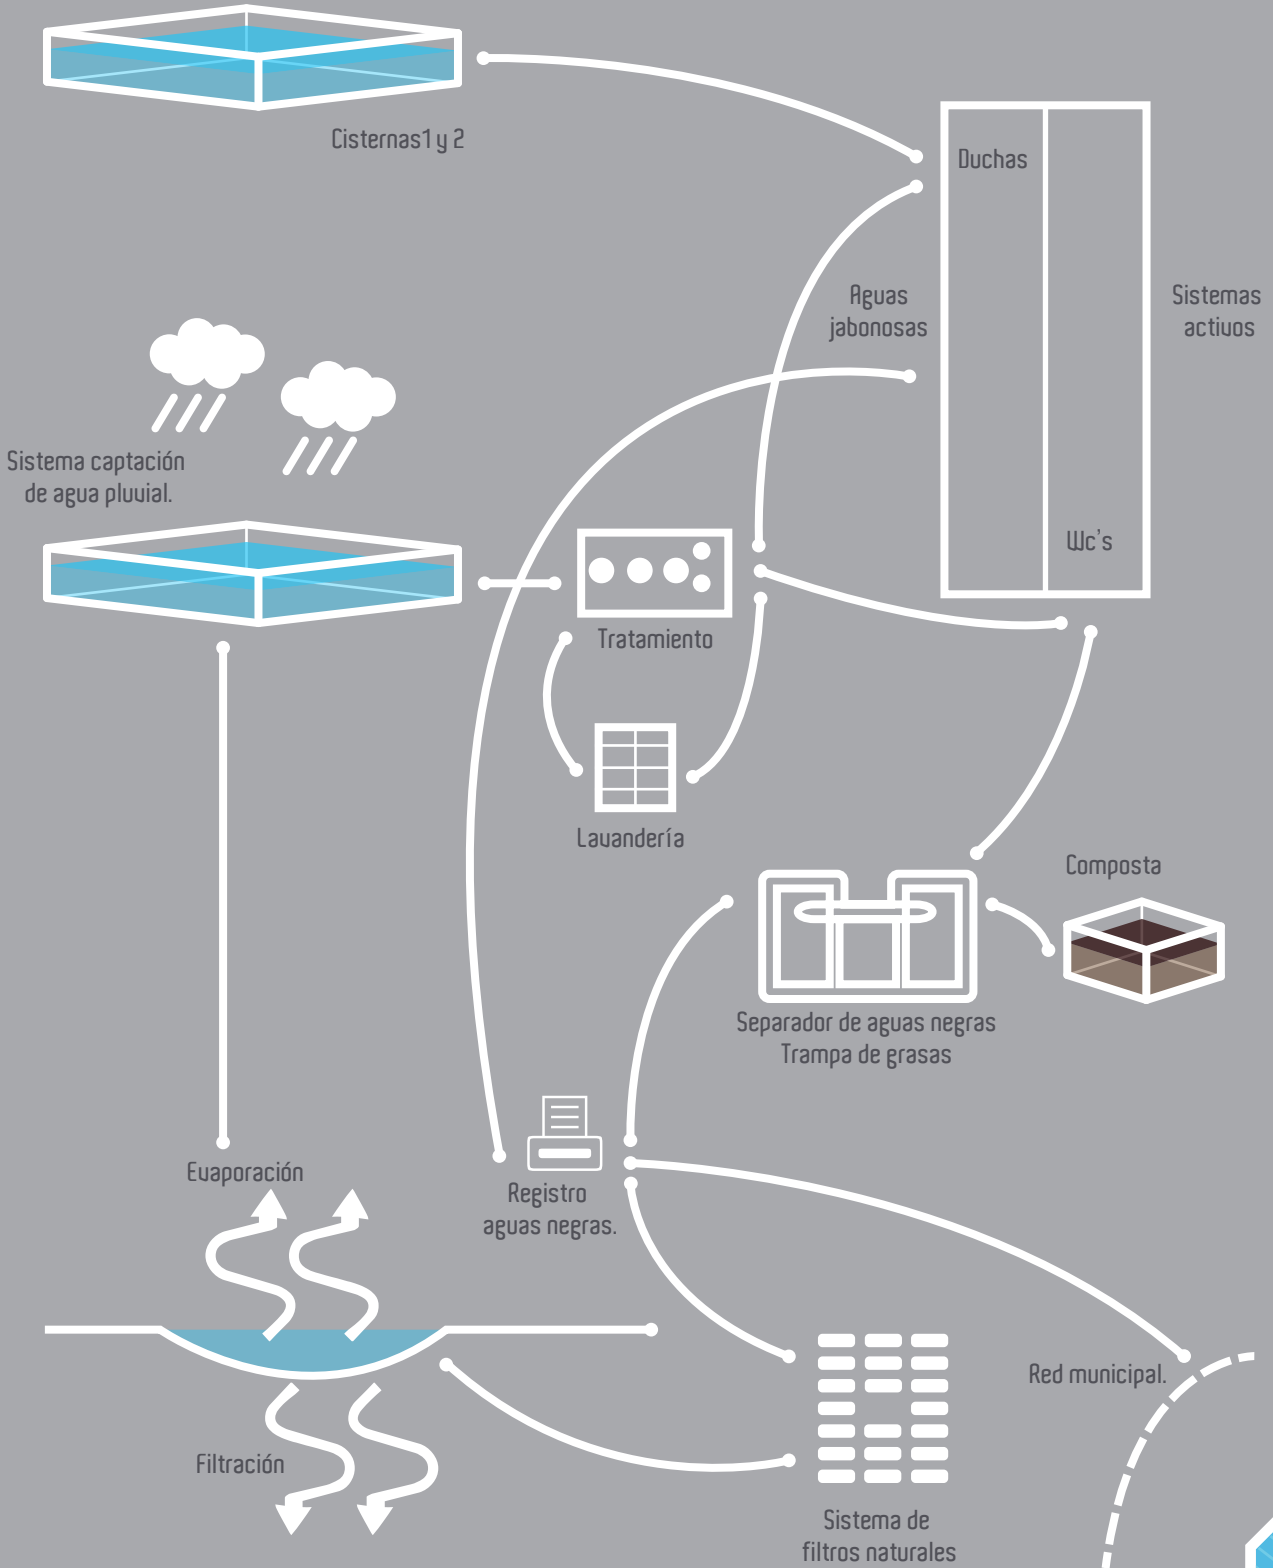 Cisternas1 y 2
Duchas
Aguas
jabonosas
Sistemas
activos
Sistema captación
de agua pluvial.
Wc's
Tratamiento
Lavandería
Composta
Separador de aguas negras
Trampa de grasas
Evaporación
Registro
aguas negras.
Red municipal.
Filtración
Sistema de
filtros naturales